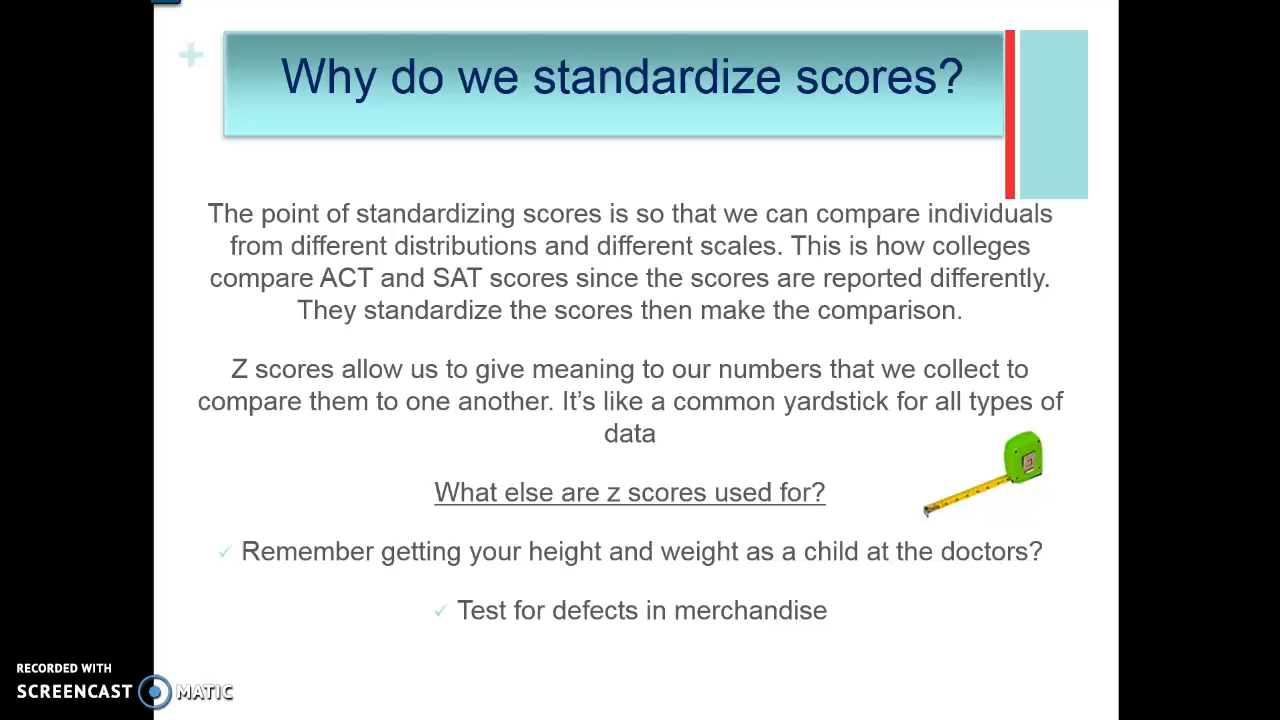 Why do we standardize scores?
The point of standardizing scores is so that we can compare individuals
from different distributions and different scales. This is how colleges
compare ACT and SAT scores since the scores are reported differently.
They standardize the scores then make the comparison.
Z scores allow us to give meaning to our numbers that we collect to
compare them to one another. It’s like a common yardstick for all types of
data
What else are z scores used for?
Remember getting your height and weight as a child at the doctors?
Test for defects in merchandise
RECORDED WITH
SCREENCAST MATIC